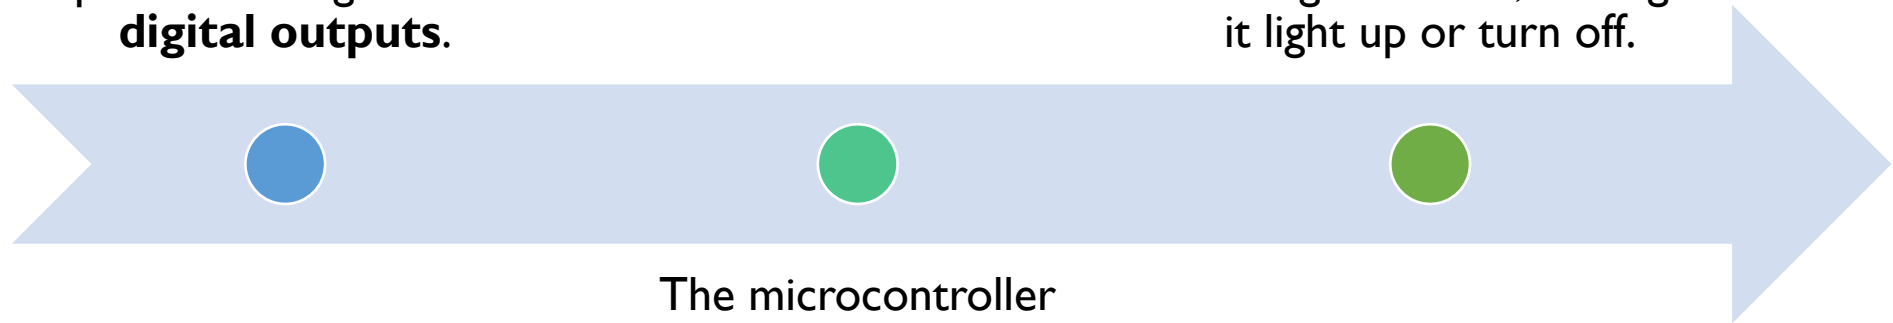 digital outputs.
it light up or turn off.
The microcontroller